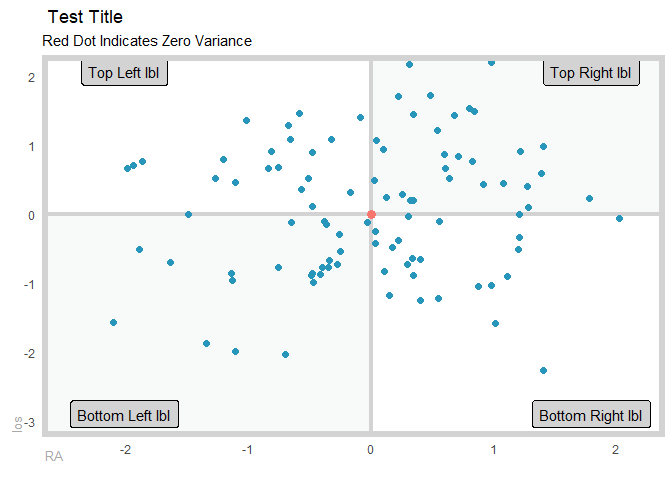 Test Title
Red Dot Indicates Zero Variance
2
Top Left lbl
Top Right lbl
1
0
-1
-2
Bottom Left lbl
Bottom Right lbl
-3
los
RA
-2
-1
0
1
2